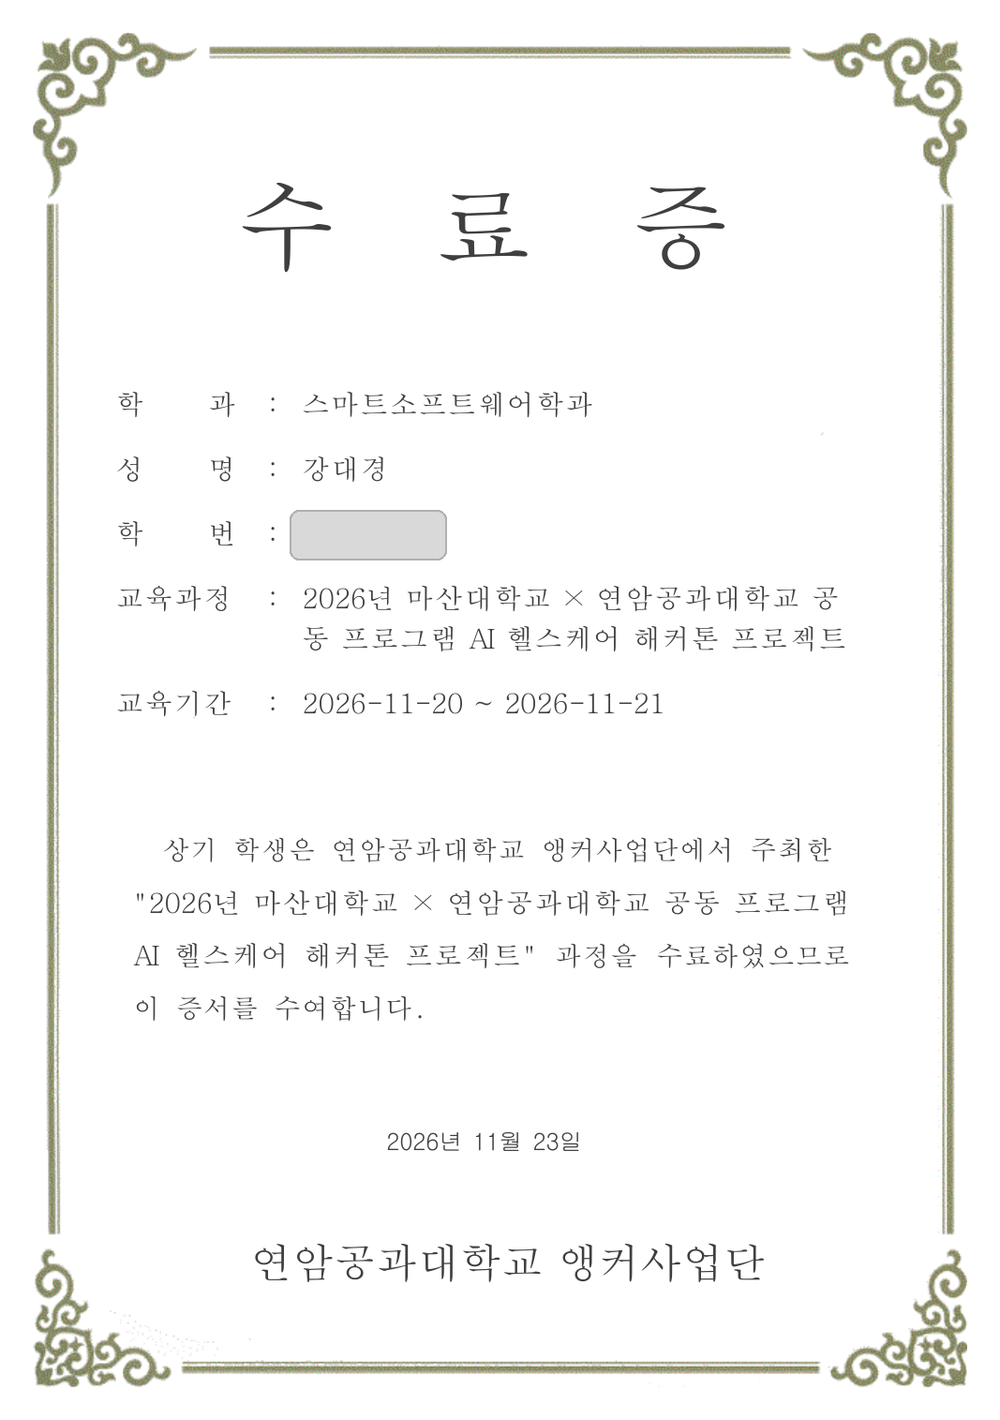 수 료 증
학 과 : 스마트소프트웨어학과
성 명 : 강대경
학 번 :
교육과정 : 2026년 마산대학교 × 연암공과대학교 공
동 프로그램 AI 헬스케어 해커톤 프로젝트
교육기간 : 2026-11-20 ~ 2026-11-21
상기 학생은 연암공과대학교 앵커사업단에서 주최한
"2026년 마산대학교 × 연암공과대학교 공동 프로그램
AI 헬스케어 해커톤 프로젝트" 과정을 수료하였으므로
이 증서를 수여합니다.
2026년 11월 23일
연암공과대학교 앵커사업단